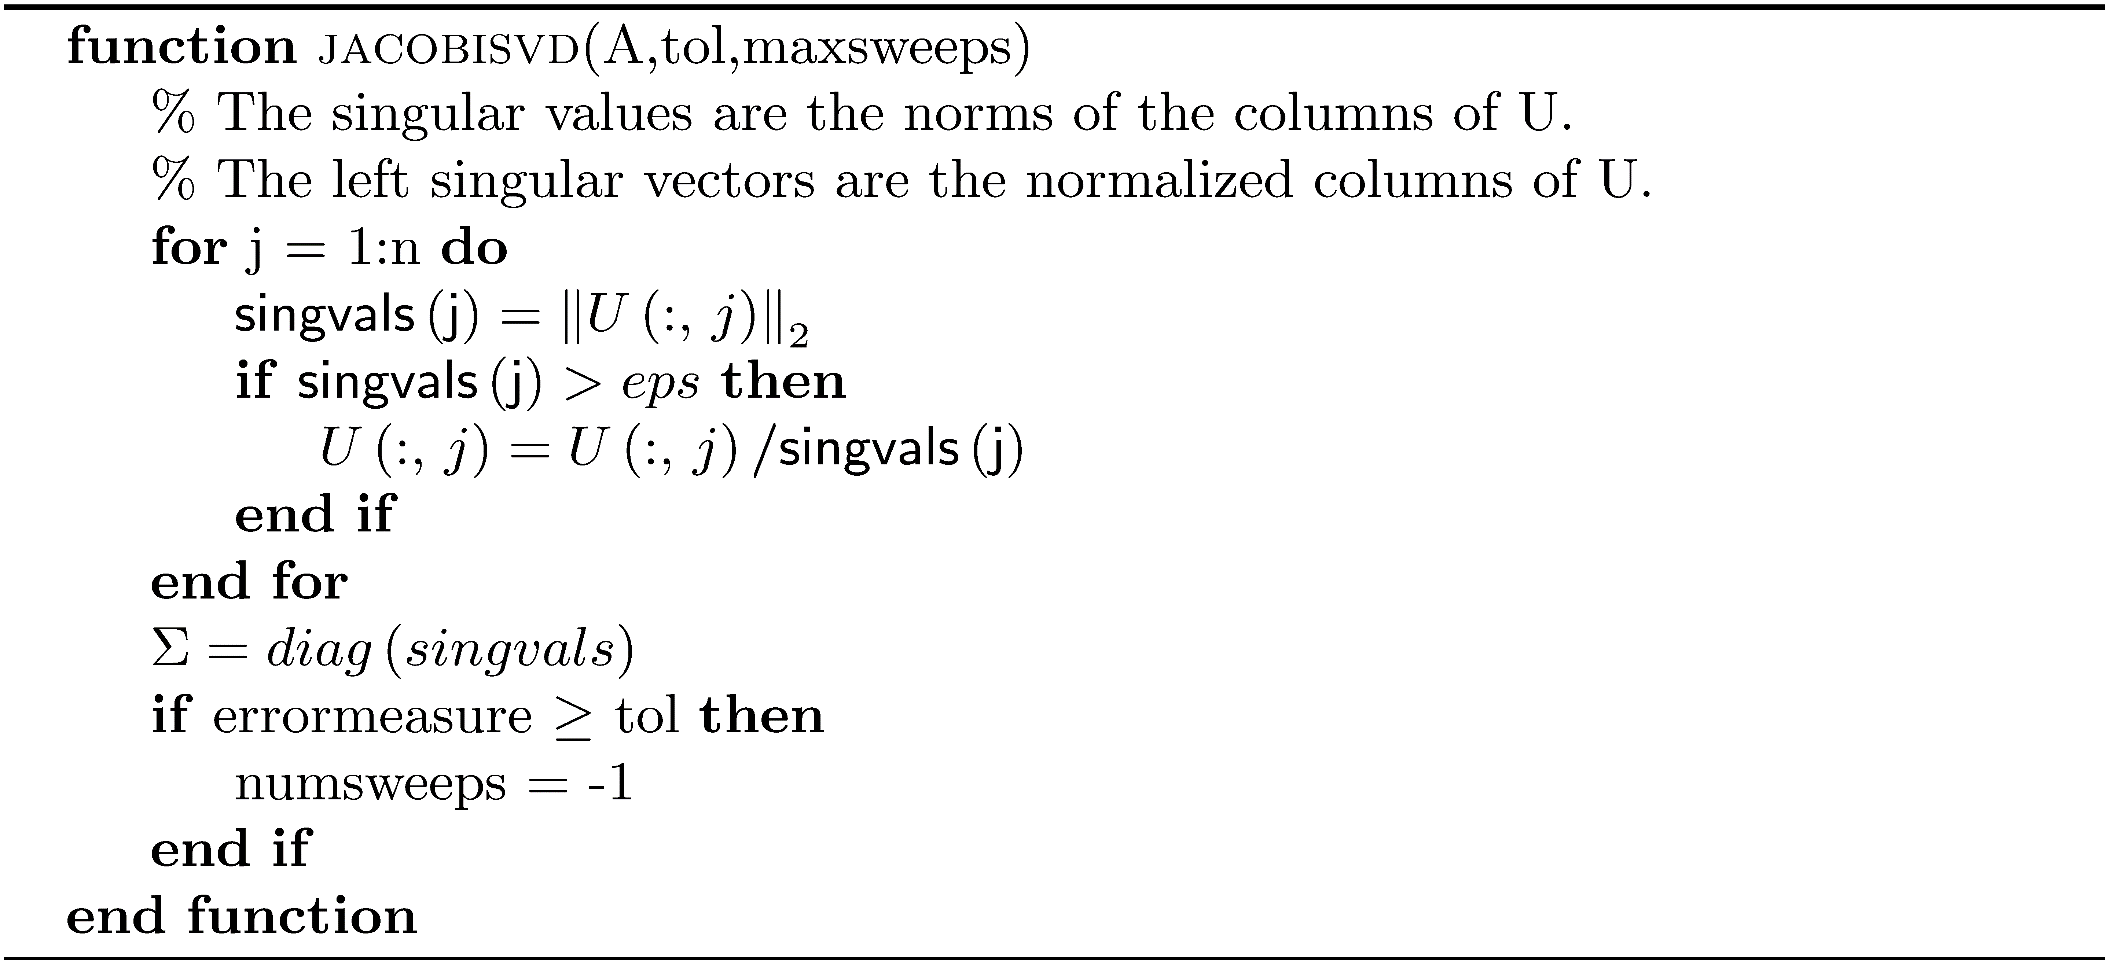 function JACOBISVD(A,tol,maxsweeps)
% The singular values are the norms of the columns of U.
% The left singular vectors are the normalized columns of U.
for j = 1:n do
singvals (j) = ‖U (:, j)‖₂
if singvals (j) > eps then
U (:, j) = U (:, j) /singvals (j)
end if
end for
Σ = diag (singvals)
if errormeasure ≥ tol then
numsweeps = -1
end if
end function